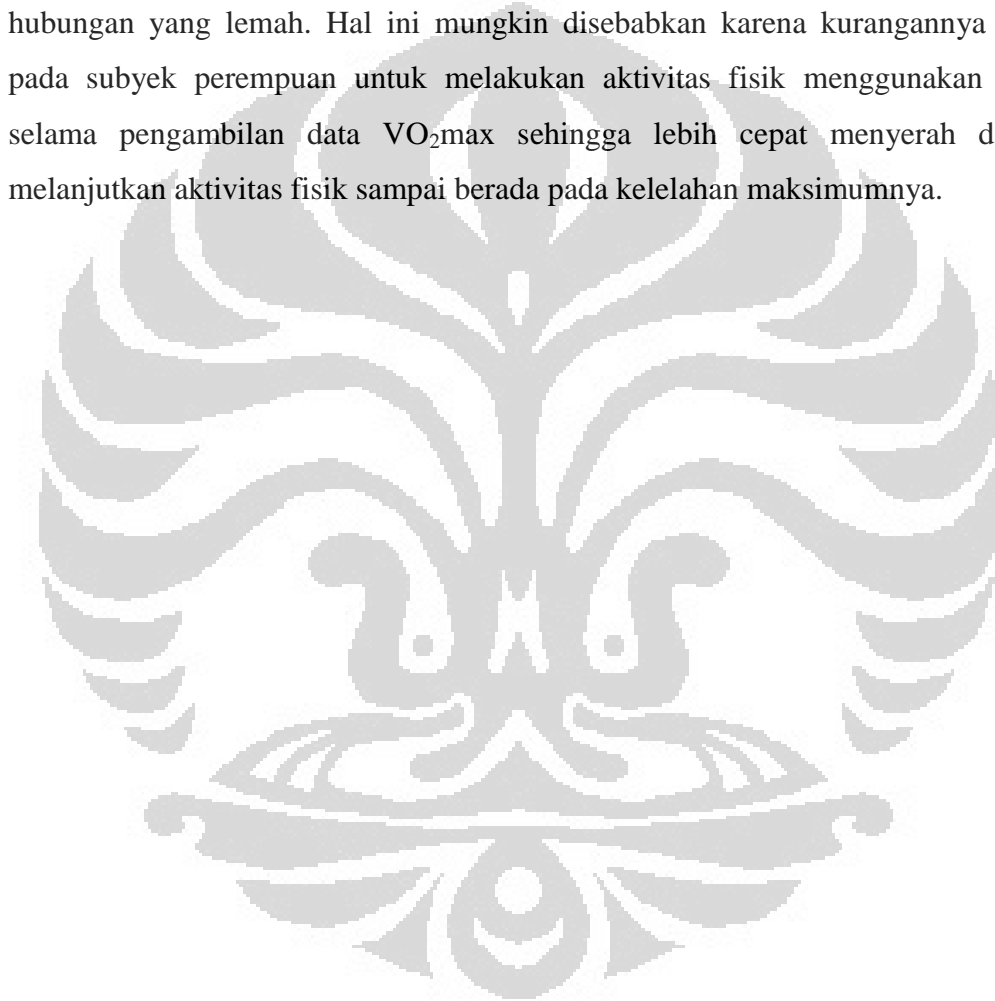 hubungan yang lemah. Hal ini mungkin disebabkan karena kurangannya
pada subyek perempuan untuk melakukan aktivitas fisik menggunakan
selama pengambilan data VO₂max sehingga lebih cepat menyerah d
melanjutkan aktivitas fisik sampai berada pada kelelahan maksimumnya.